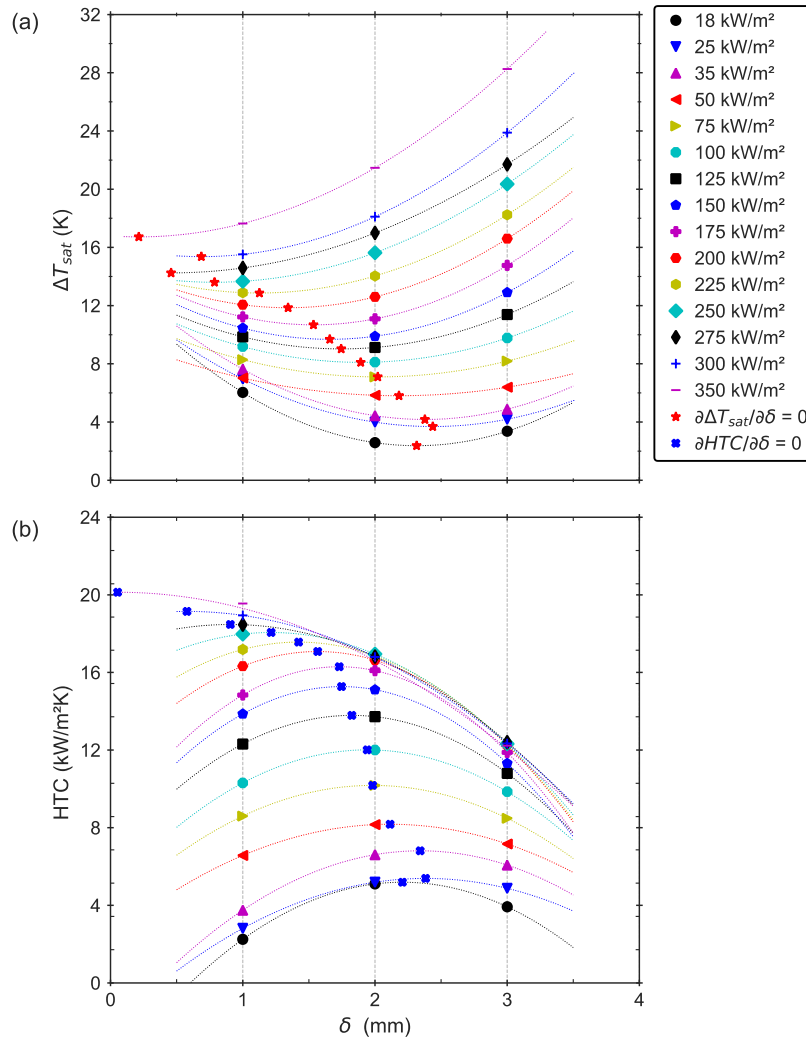 (a)
32
28
24
20
16
12
8
4
0
ΔT_sat (K)
18 kW/m²
25 kW/m²
35 kW/m²
50 kW/m²
75 kW/m²
100 kW/m²
125 kW/m²
150 kW/m²
175 kW/m²
200 kW/m²
225 kW/m²
250 kW/m²
275 kW/m²
300 kW/m²
350 kW/m²
∂ΔT_sat/∂δ = 0
∂HTC/∂δ = 0
(b)
24
20
16
12
8
4
0
HTC (kW/m²K)
0 1 2 3 4
δ (mm)